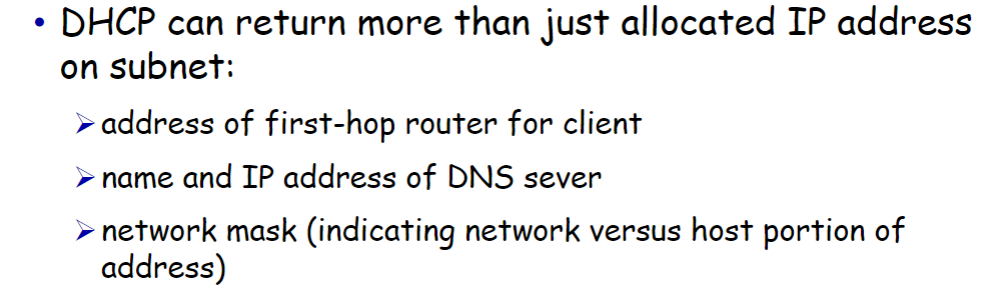 • DHCP can return more than just allocated IP address
on subnet:
➢ address of first-hop router for client
➢ name and IP address of DNS sever
➢ network mask (indicating network versus host portion of
address)